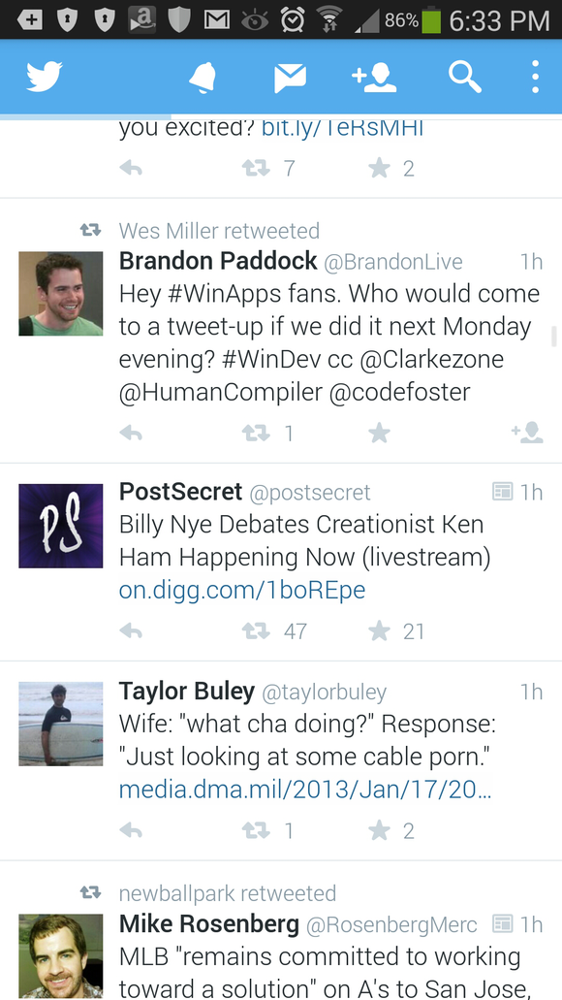 86% 6:33 PM
you excited? bit.ly/1eRsMHI
7 2
Wes Miller retweeted
Brandon Paddock @BrandonLive 1h
Hey #WinApps fans. Who would come
to a tweet-up if we did it next Monday
evening? #WinDev cc @Clarkezone
@HumanCompiler @codefoster
1
PS
PostSecret @postsecret 1h
Billy Nye Debates Creationist Ken
Ham Happening Now (livestream)
on.digg.com/1boREpe
47 21
Taylor Buley @taylorbuley 1h
Wife: "what cha doing?" Response:
"Just looking at some cable porn."
media.dma.mil/2013/Jan/17/20…
1 2
newballpark retweeted
Mike Rosenberg @RosenbergMerc 1h
MLB "remains committed to working
toward a solution" on A's to San Jose,